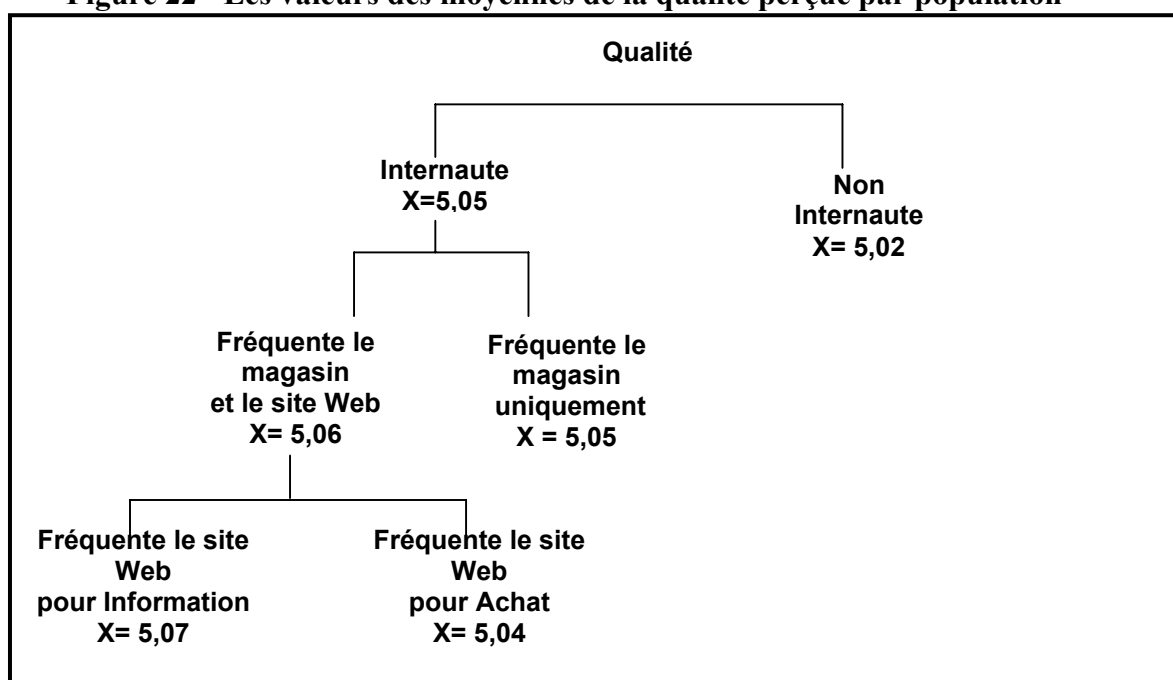 Figure 22 - Les valeurs des moyennes de la qualité perçue par population
Qualité
Internaute
X=5,05
Non
Internaute
X= 5,02
Fréquente le
magasin
et le site Web
X= 5,06
Fréquente le
magasin
uniquement
X = 5,05
Fréquente le site
Web
pour Information
X= 5,07
Fréquente le site
Web
pour Achat
X= 5,04